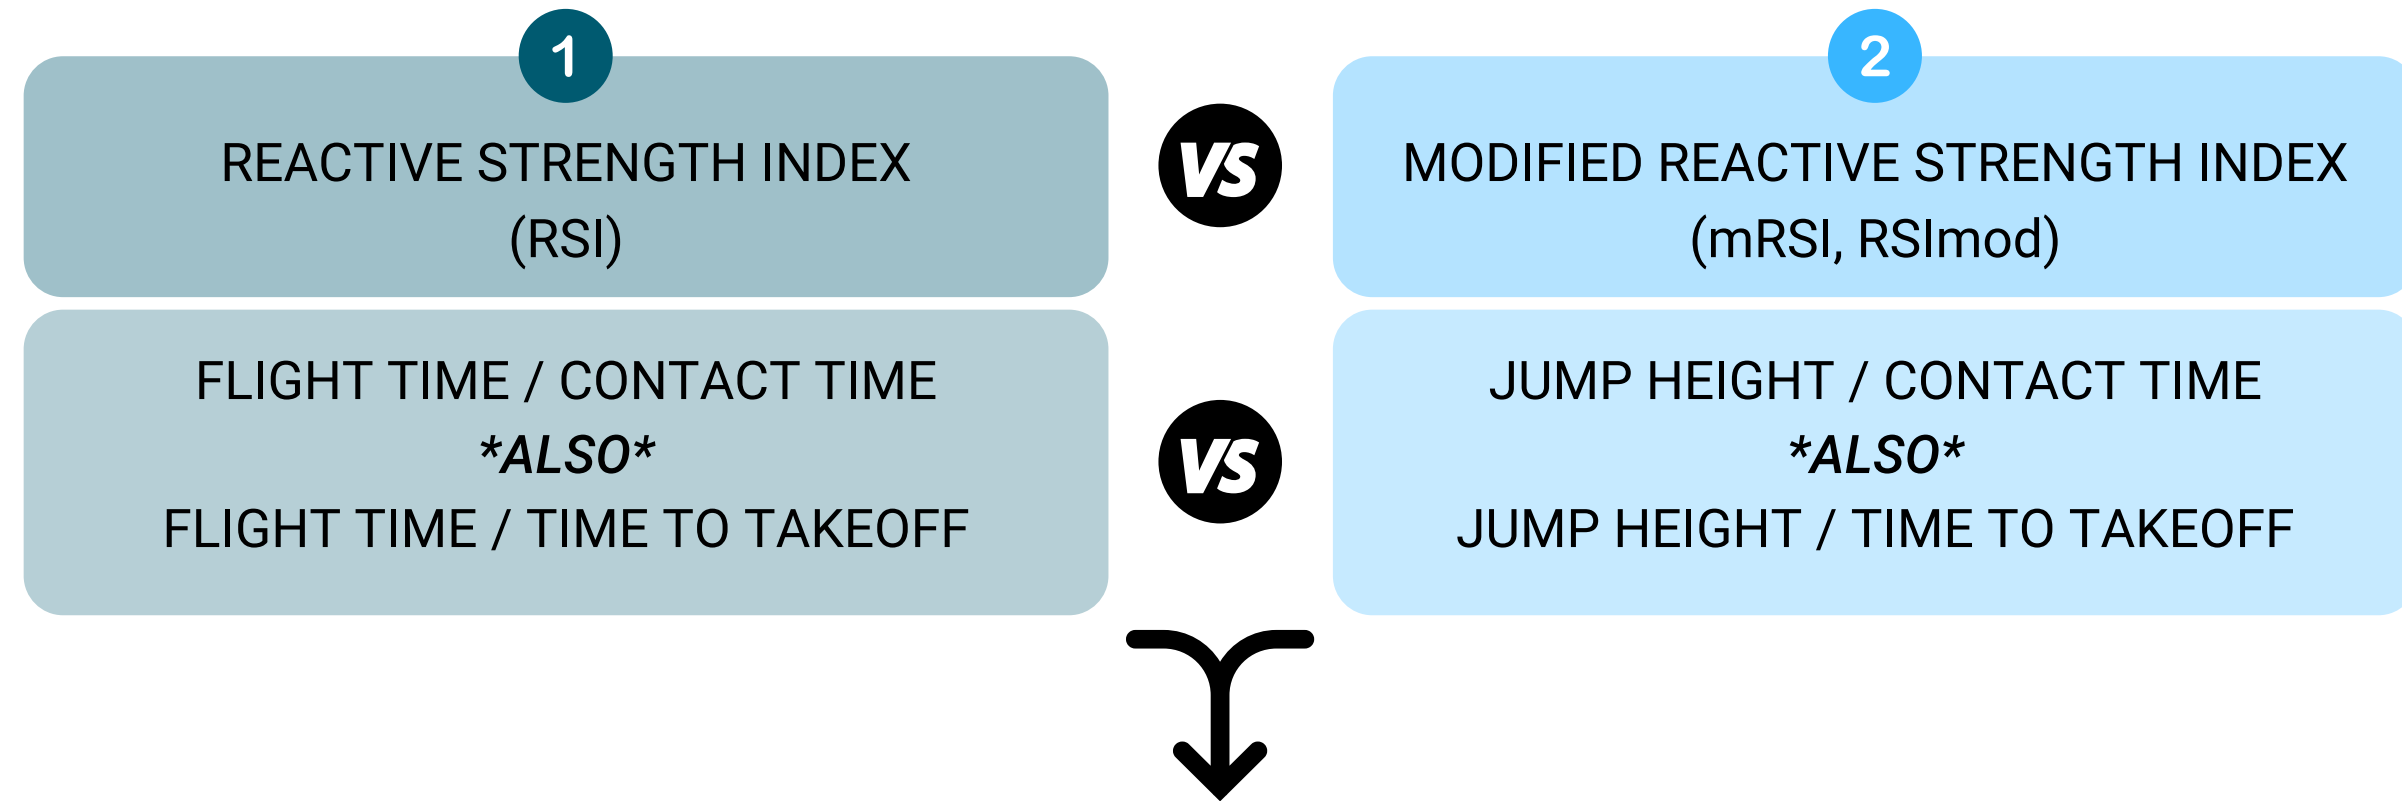 1
REACTIVE STRENGTH INDEX
(RSI)
VS
2
MODIFIED REACTIVE STRENGTH INDEX
(mRSI, RSImod)
FLIGHT TIME / CONTACT TIME
*ALSO*
FLIGHT TIME / TIME TO TAKEOFF
VS
JUMP HEIGHT / CONTACT TIME
*ALSO*
JUMP HEIGHT / TIME TO TAKEOFF